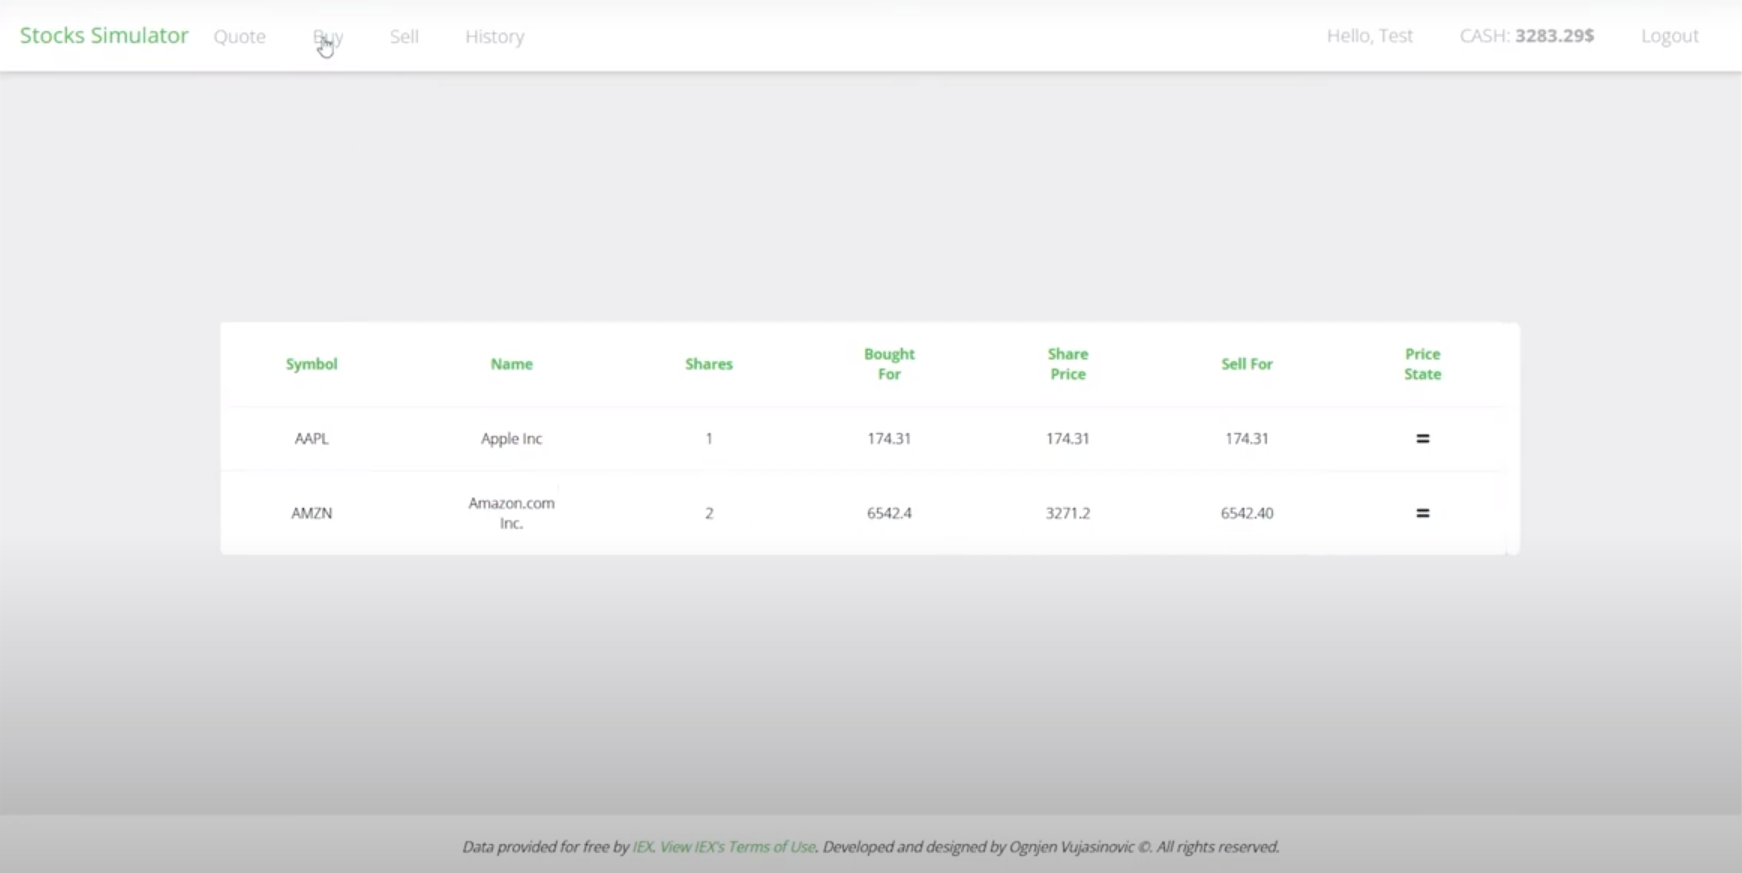 Stocks Simulator Quote Buy Sell History Hello, Test CASH: 3283.29$ Logout
Symbol Name Shares Bought For Share Price Sell For Price State
AAPL Apple Inc 1 174.31 174.31 174.31 =
AMZN Amazon.com Inc. 2 6542.4 3271.2 6542.40 =
Data provided for free by IEX. View IEX's Terms of Use. Developed and designed by Ognjen Vujasinovic ©. All rights reserved.